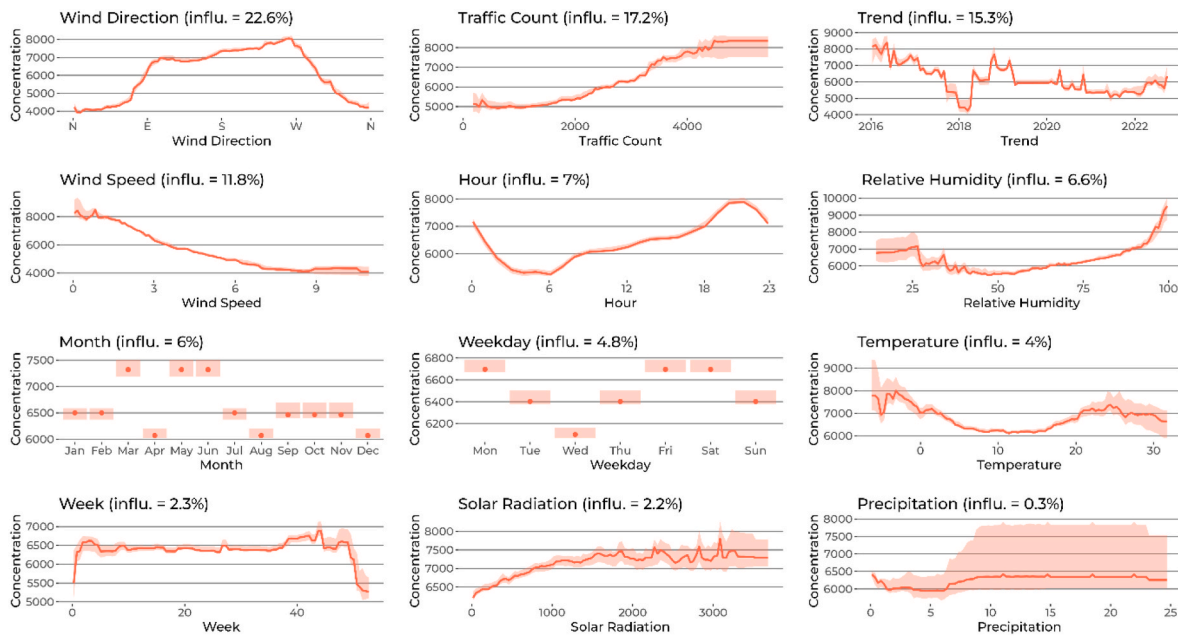 Wind Direction (influ. = 22.6%)
Concentration
8000
7000
6000
5000
4000
N E S W N
Wind Direction
Traffic Count (influ. = 17.2%)
Concentration
8000
7000
6000
5000
0 2000 4000
Traffic Count
Trend (influ. = 15.3%)
Concentration
9000
8000
7000
6000
5000
4000
2016 2018 2020 2022
Trend
Wind Speed (influ. = 11.8%)
Concentration
8000
6000
4000
0 3 6 9
Wind Speed
Hour (influ. = 7%)
Concentration
8000
7000
6000
0 6 12 18 23
Hour
Relative Humidity (influ. = 6.6%)
Concentration
10000
9000
8000
7000
6000
25 50 75 100
Relative Humidity
Month (influ. = 6%)
Concentration
7500
7000
6500
6000
Jan Feb Mar Apr May Jun Jul Aug Sep Oct Nov Dec
Month
Weekday (influ. = 4.8%)
Concentration
6800
6600
6400
6200
Mon Tue Wed Thu Fri Sat Sun
Weekday
Temperature (influ. = 4%)
Concentration
9000
8000
7000
6000
0 10 20 30
Temperature
Week (influ. = 2.3%)
Concentration
7000
6500
6000
5500
5000
0 20 40
Week
Solar Radiation (influ. = 2.2%)
Concentration
8000
7500
7000
6500
0 1000 2000 3000
Solar Radiation
Precipitation (influ. = 0.3%)
Concentration
8000
7500
7000
6500
6000
0 5 10 15 20 25
Precipitation